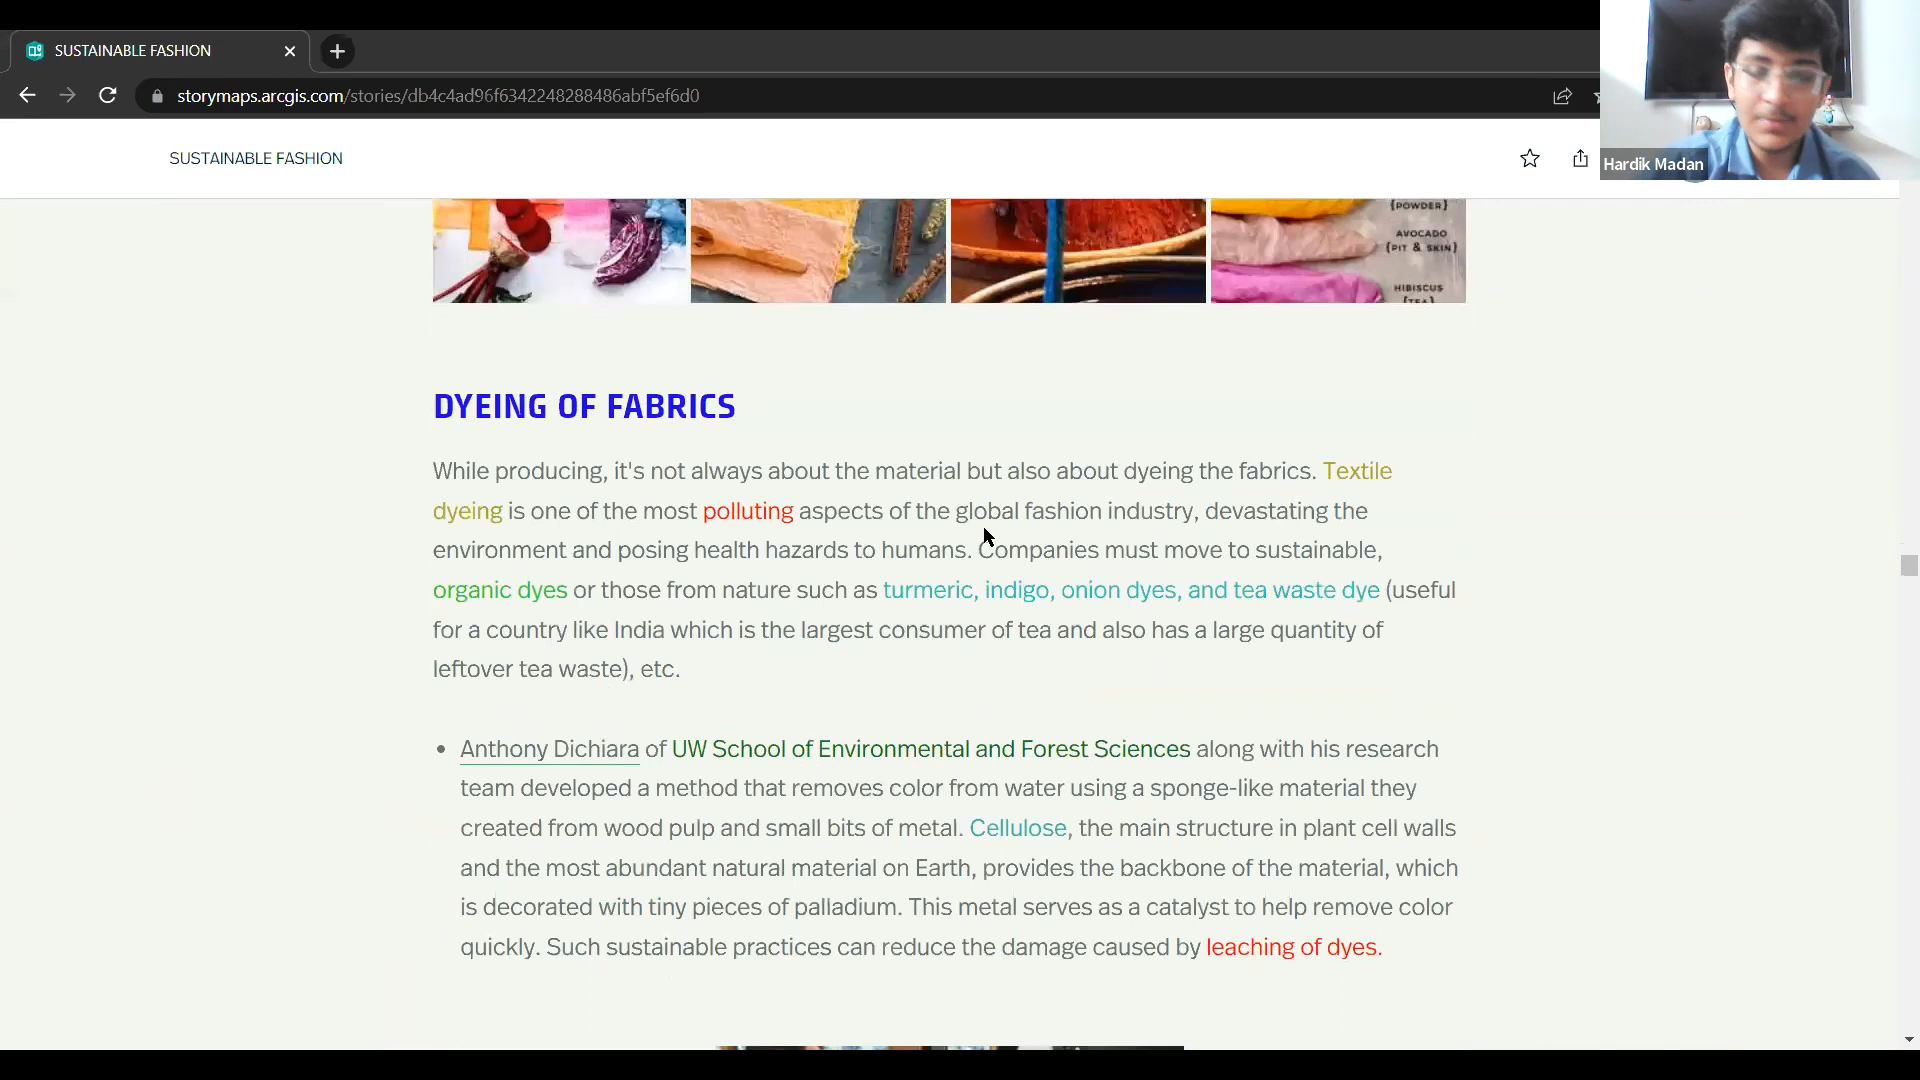 SUSTAINABLE FASHION
storymaps.arcgis.com/stories/db4c4ad96f6342248288486abf5ef6d0
SUSTAINABLE FASHION
Hardik Madan
{POWDER}
AVOCADO
{PIT & SKIN}
HIBISCUS
{TEA}
DYEING OF FABRICS
While producing, it's not always about the material but also about dyeing the fabrics. Textile
dyeing is one of the most polluting aspects of the global fashion industry, devastating the
environment and posing health hazards to humans. Companies must move to sustainable,
organic dyes or those from nature such as turmeric, indigo, onion dyes, and tea waste dye (useful
for a country like India which is the largest consumer of tea and also has a large quantity of
leftover tea waste), etc.
• Anthony Dichiara of UW School of Environmental and Forest Sciences along with his research
team developed a method that removes color from water using a sponge-like material they
created from wood pulp and small bits of metal. Cellulose, the main structure in plant cell walls
and the most abundant natural material on Earth, provides the backbone of the material, which
is decorated with tiny pieces of palladium. This metal serves as a catalyst to help remove color
quickly. Such sustainable practices can reduce the damage caused by leaching of dyes.